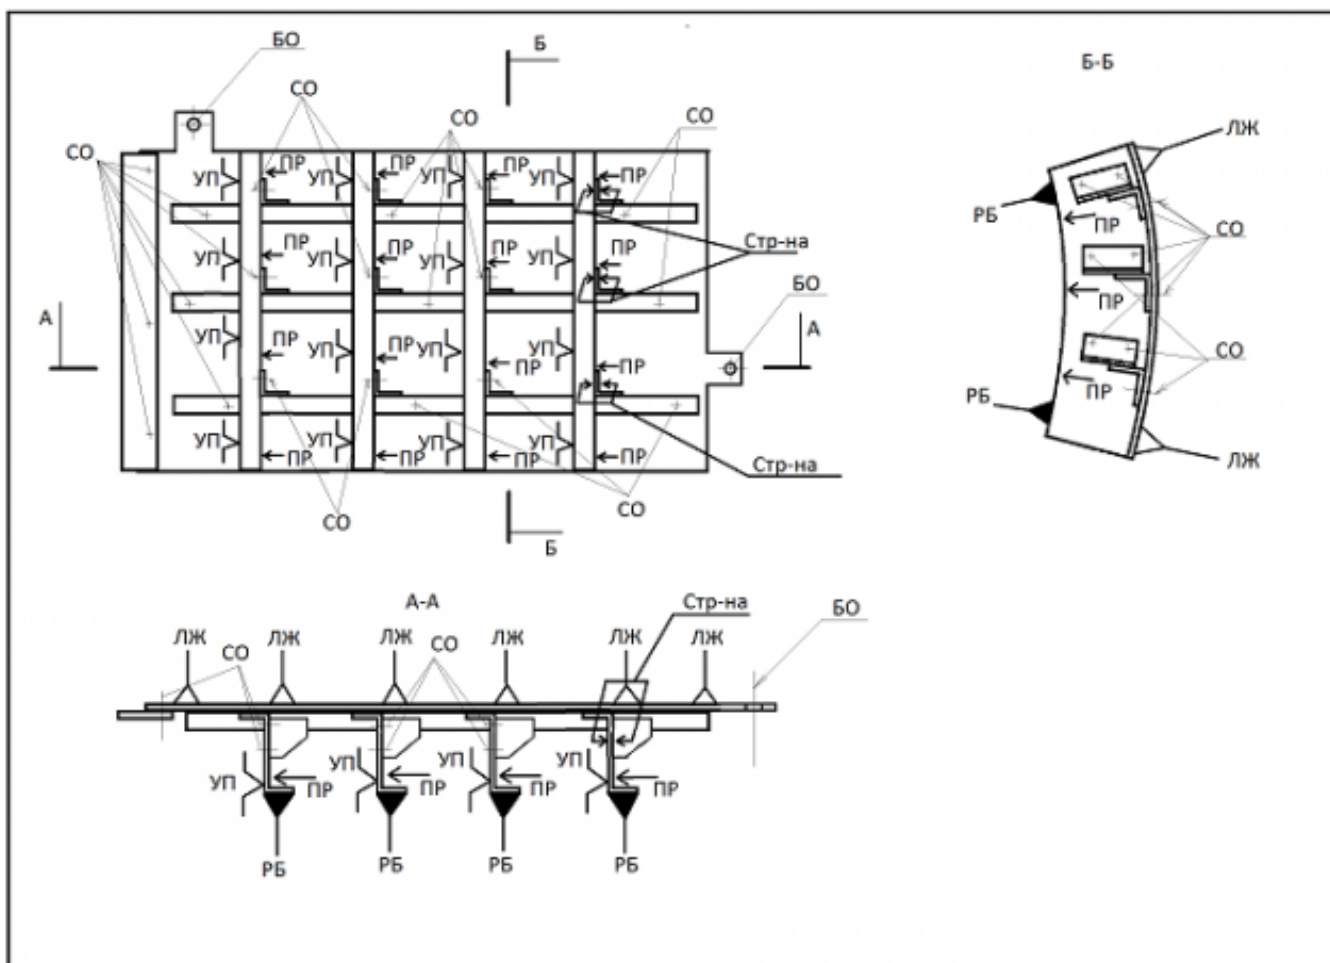 БО
Б
Б-Б
СО
СО
СО
ЛЖ
СО
ПР
ПР
ПР
ПР
УП
УП
УП
УП
РБ
ПР
СО
Стр-на
ПР
ПР
ПР
ПР
УП
УП
УП
УП
БО
ПР
А
А
УП
ПР
УП
ПР
УП
ПР
УП
ПР
СО
РБ
ПР
УП
УП
УП
УП
ПР
ПР
ПР
ПР
Стр-на
ЛЖ
СО
СО
Б
А-А
Стр-на
БО
ЛЖ
ЛЖ
ЛЖ
ЛЖ
ЛЖ
ЛЖ
СО
СО
УП
УП
УП
УП
ПР
ПР
ПР
ПР
РБ
РБ
РБ
РБ